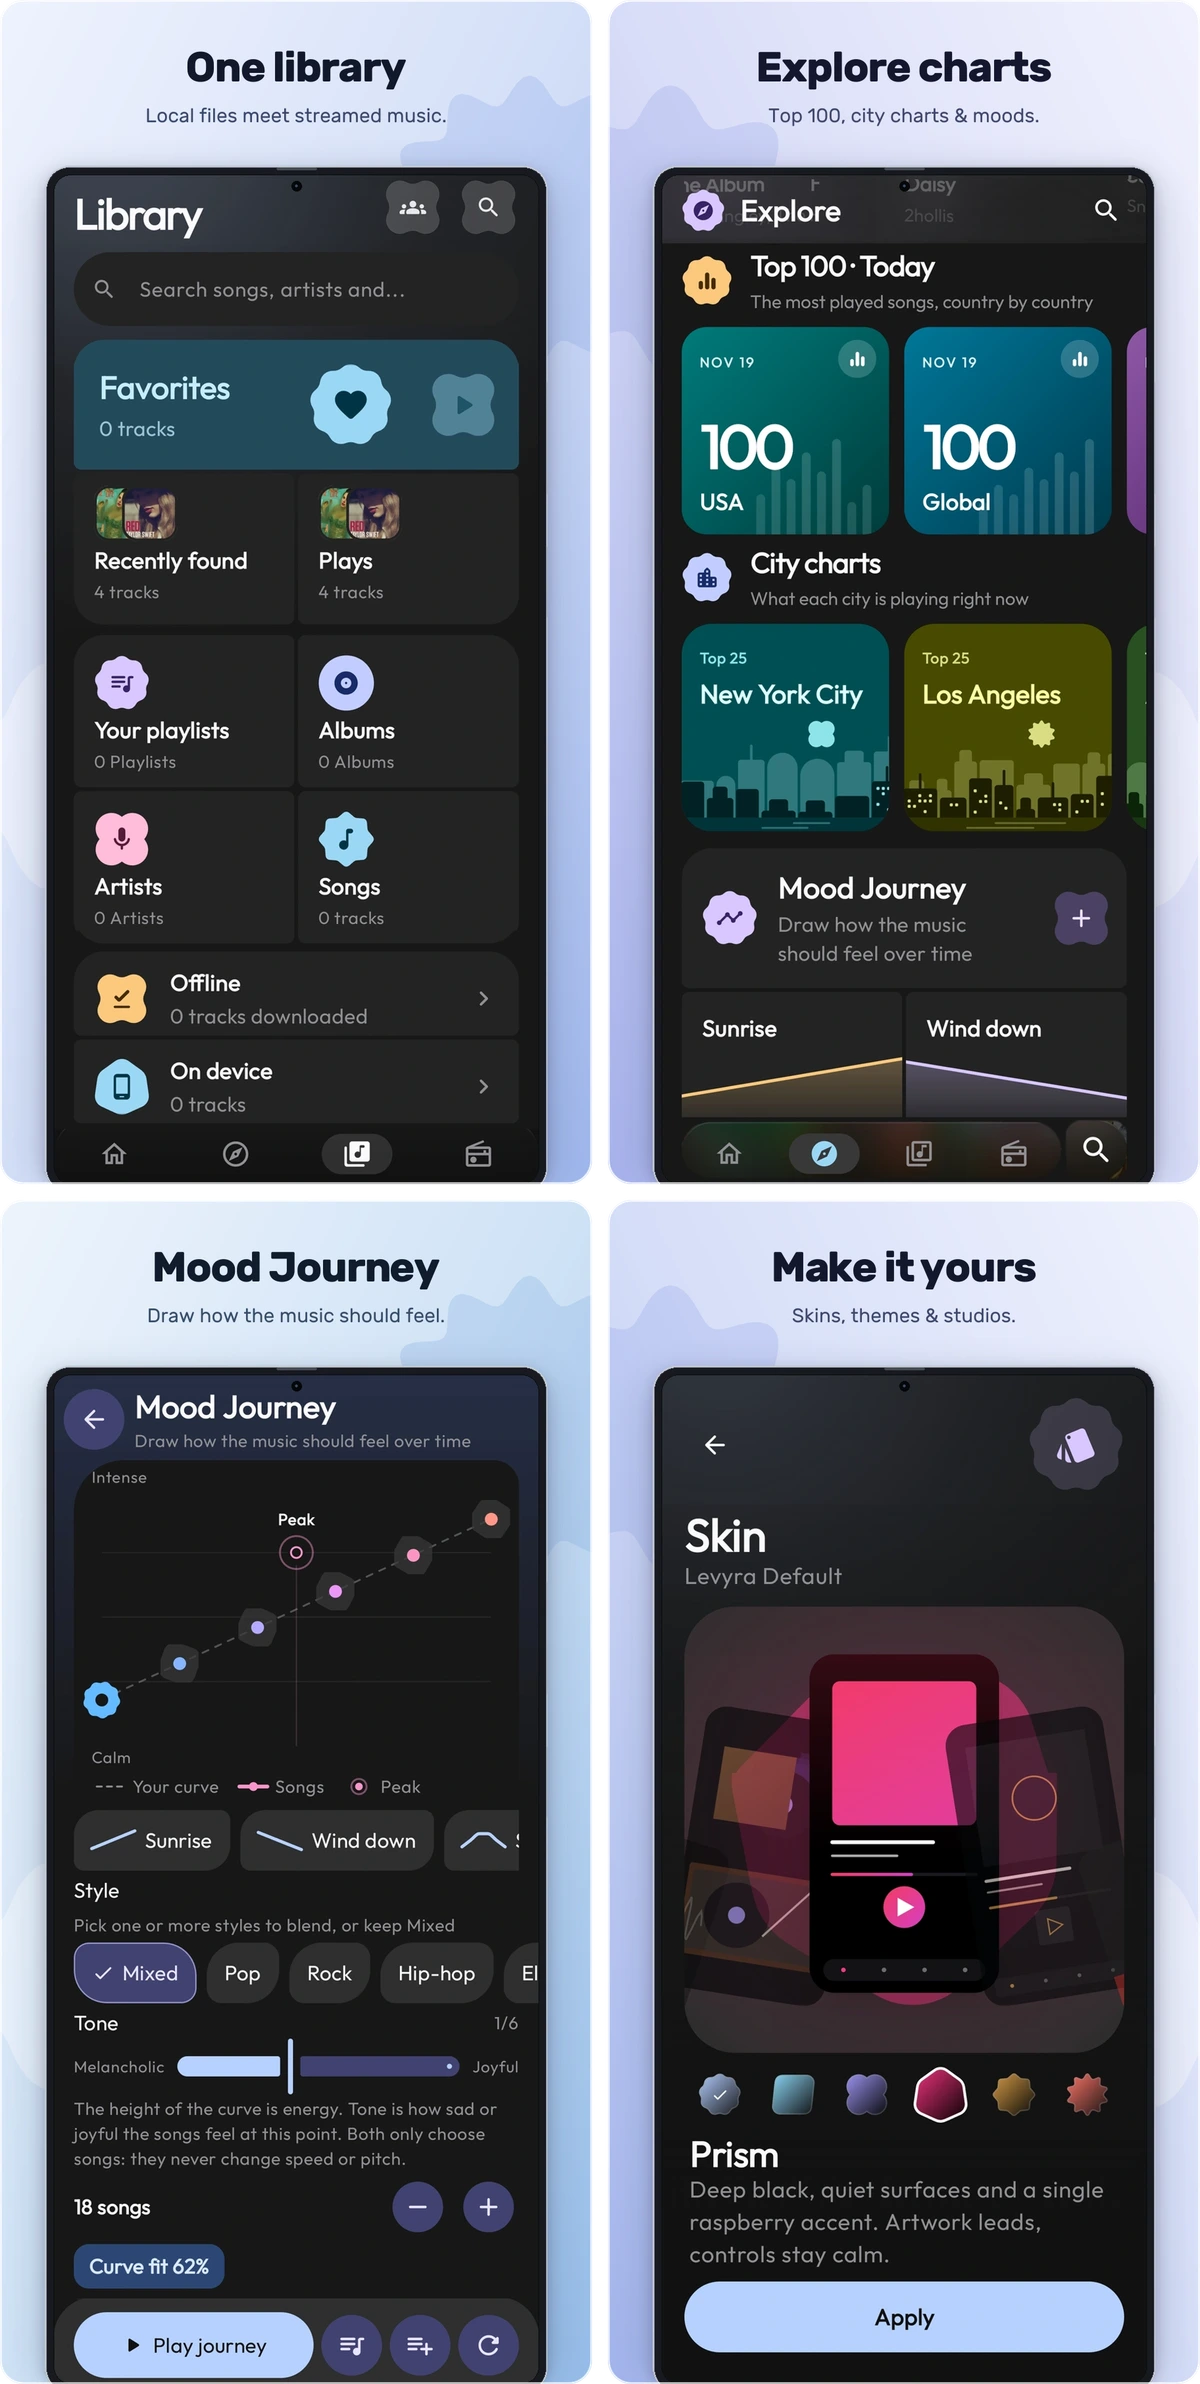 One library
Local files meet streamed music.
Library
Search songs, artists and...
Favorites
0 tracks
RED
TAYLOR SWIFT
RED
TAYLOR SWIFT
Recently found
Plays
4 tracks
4 tracks
Your playlists
Albums
0 Playlists
0 Albums
Artists
Songs
0 Artists
0 tracks
Offline
0 tracks downloaded
On device
0 tracks
Explore charts
Top 100, city charts & moods.
Album
Daisy
2hollis
Explore
Top 100 · Today
The most played songs, country by country
NOV 19
NOV 19
100
100
USA
Global
City charts
What each city is playing right now
Top 25
Top 25
New York City
Los Angeles
Mood Journey
Draw how the music
should feel over time
Sunrise
Wind down
Mood Journey
Draw how the music should feel.
Mood Journey
Draw how the music should feel over time
Intense
Peak
Calm
Your curve
Songs
Peak
Sunrise
Wind down
Style
Pick one or more styles to blend, or keep Mixed
Mixed
Pop
Rock
Hip-hop
El
Tone
1/6
Melancholic
Joyful
The height of the curve is energy. Tone is how sad or
joyful the songs feel at this point. Both only choose
songs: they never change speed or pitch.
18 songs
Curve fit 62%
Play journey
Make it yours
Skins, themes & studios.
Skin
Levyra Default
Prism
Deep black, quiet surfaces and a single
raspberry accent. Artwork leads,
controls stay calm.
Apply